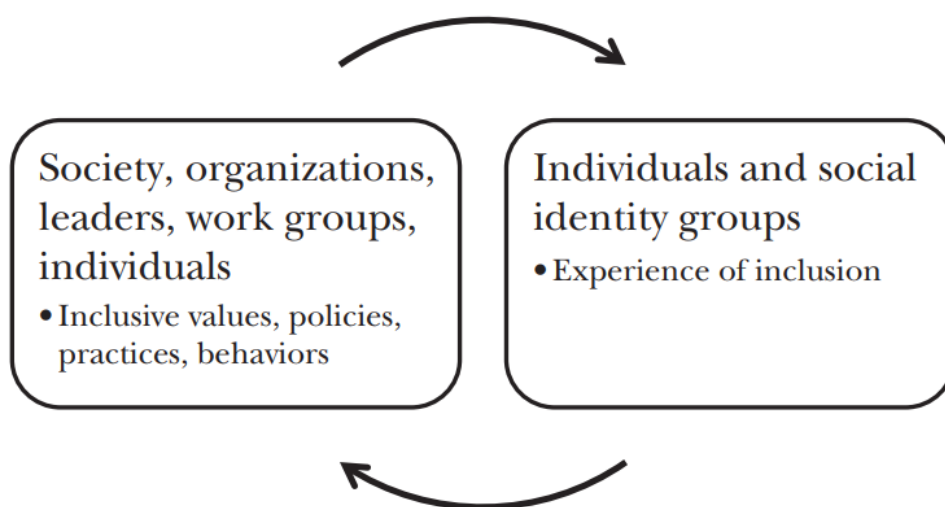 Society, organizations,
leaders, work groups,
individuals
• Inclusive values, policies,
practices, behaviors
Individuals and social
identity groups
• Experience of inclusion